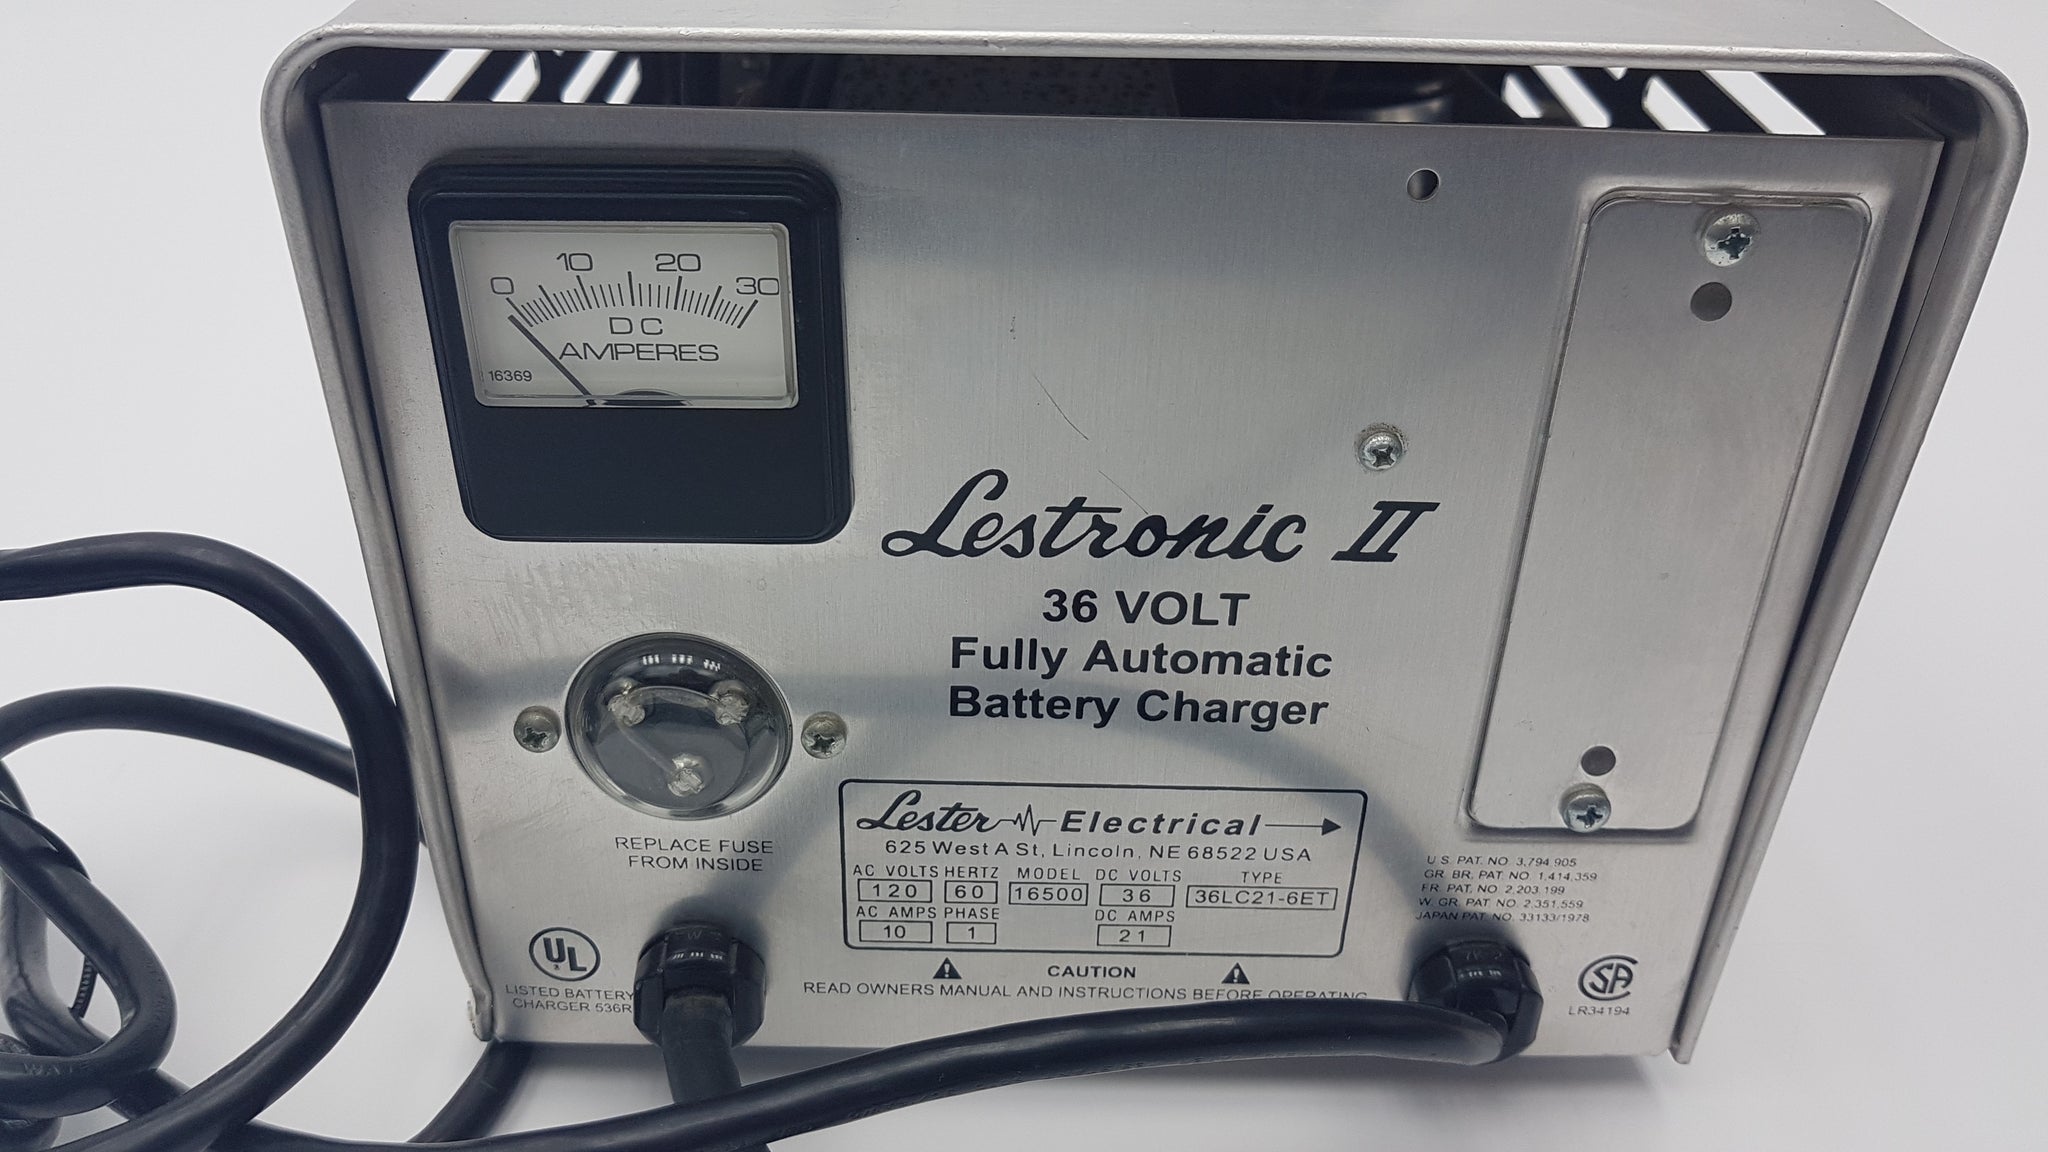 0 10 20 30
DC
AMPERES
16369
Lestronic II
36 VOLT
Fully Automatic
Battery Charger
REPLACE FUSE
FROM INSIDE
Lester Electrical
625 West A St, Lincoln, NE 68522 USA
AC VOLTS HERTZ MODEL DC VOLTS TYPE
120 60 16500 36 36LC21-6ET
AC AMPS PHASE DC AMPS
10 1 21
U.S. PAT. NO. 3,794,905
GR. BR. PAT. NO. 1,414,359
FR. PAT. NO. 2,203,199
W. GR. PAT. NO. 2,351,559
JAPAN PAT. NO. 33133/1978
UL
LISTED BATTERY
CHARGER 536R
CAUTION
READ OWNERS MANUAL AND INSTRUCTIONS BEFORE OPERATING
SA
LR34194